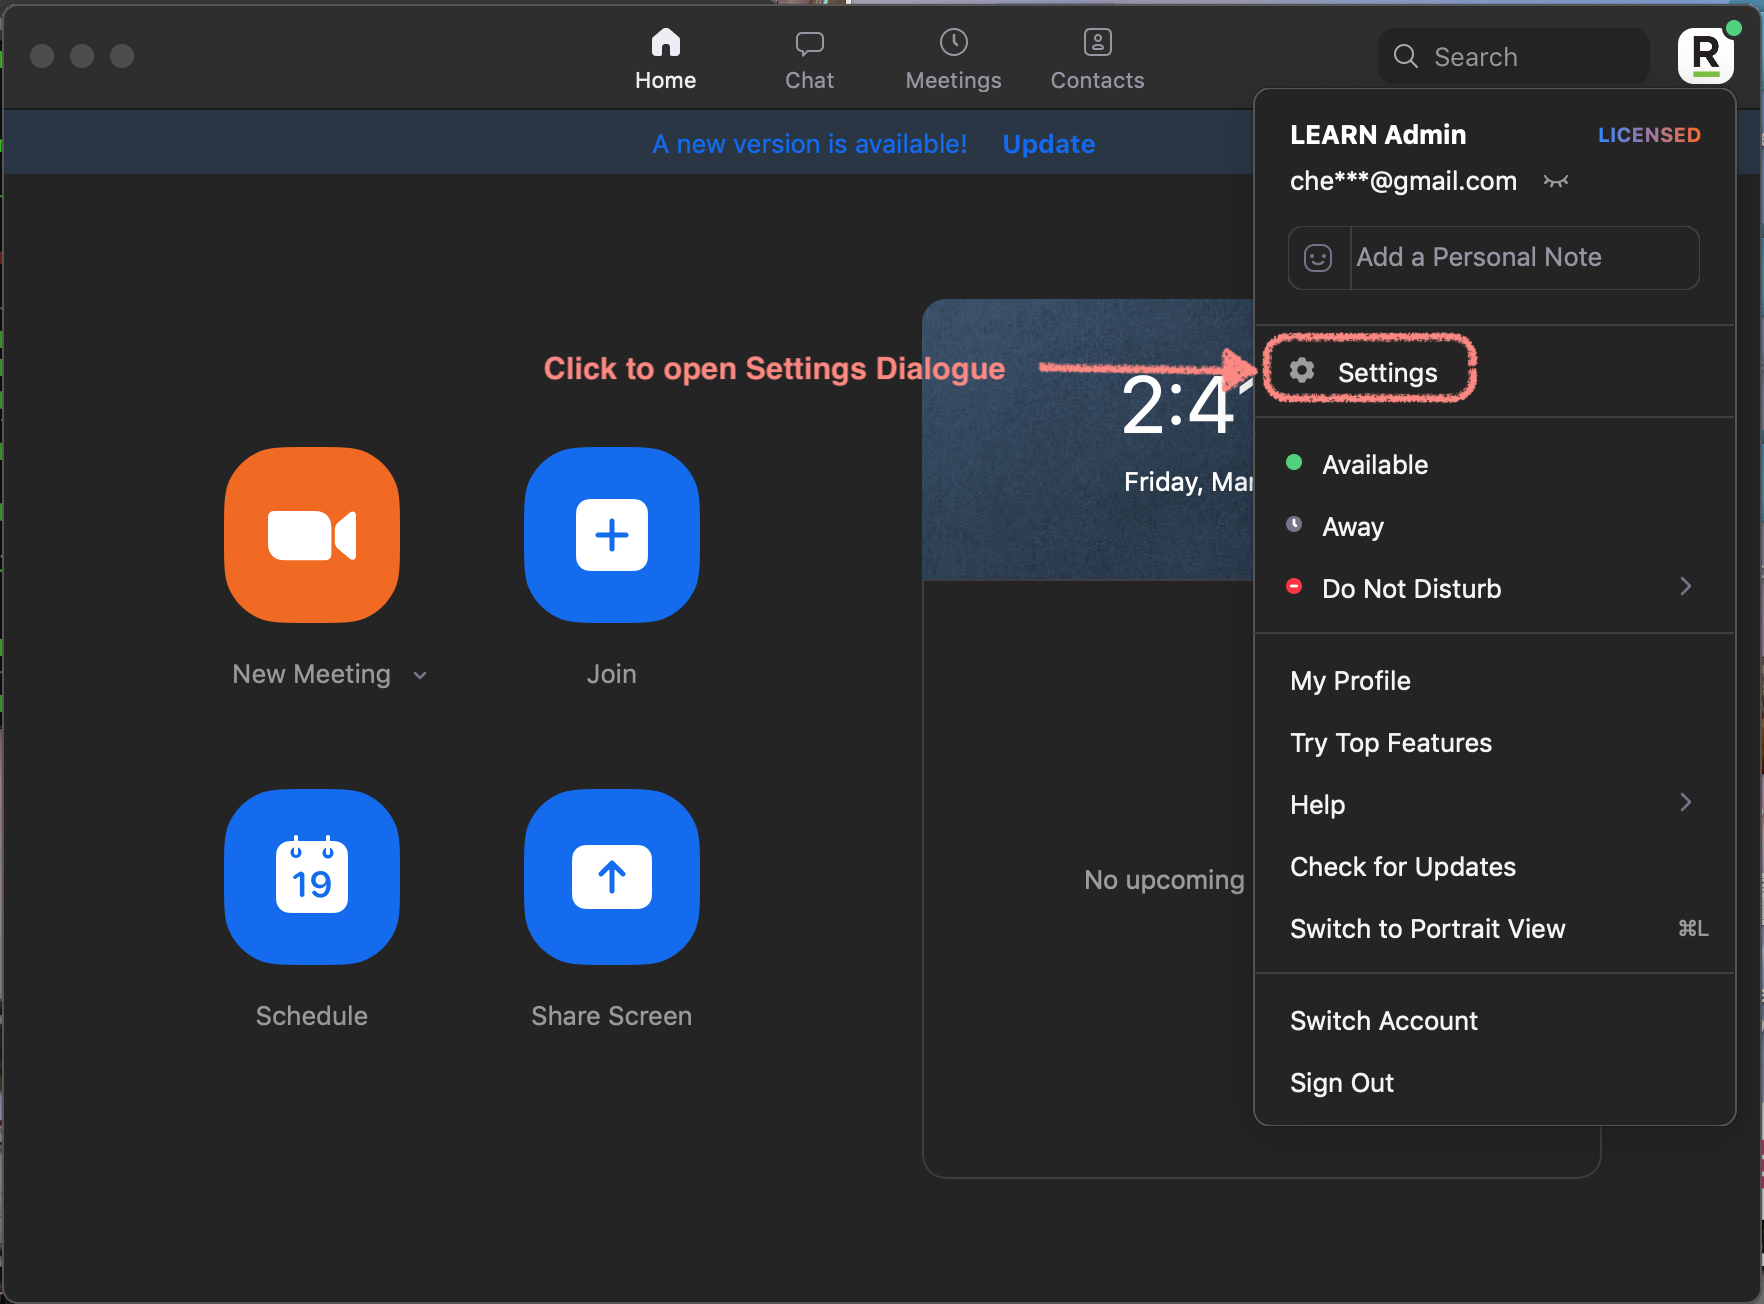 Home
Chat
Meetings
Contacts
Search
R
A new version is available!
Update
LEARN Admin
LICENSED
che***@gmail.com
Add a Personal Note
Click to open Settings Dialogue
Settings
2:41
Friday, Mar
Available
Away
Do Not Disturb
New Meeting
Join
My Profile
Try Top Features
Help
Check for Updates
Switch to Portrait View
⌘L
19
No upcoming
Schedule
Share Screen
Switch Account
Sign Out